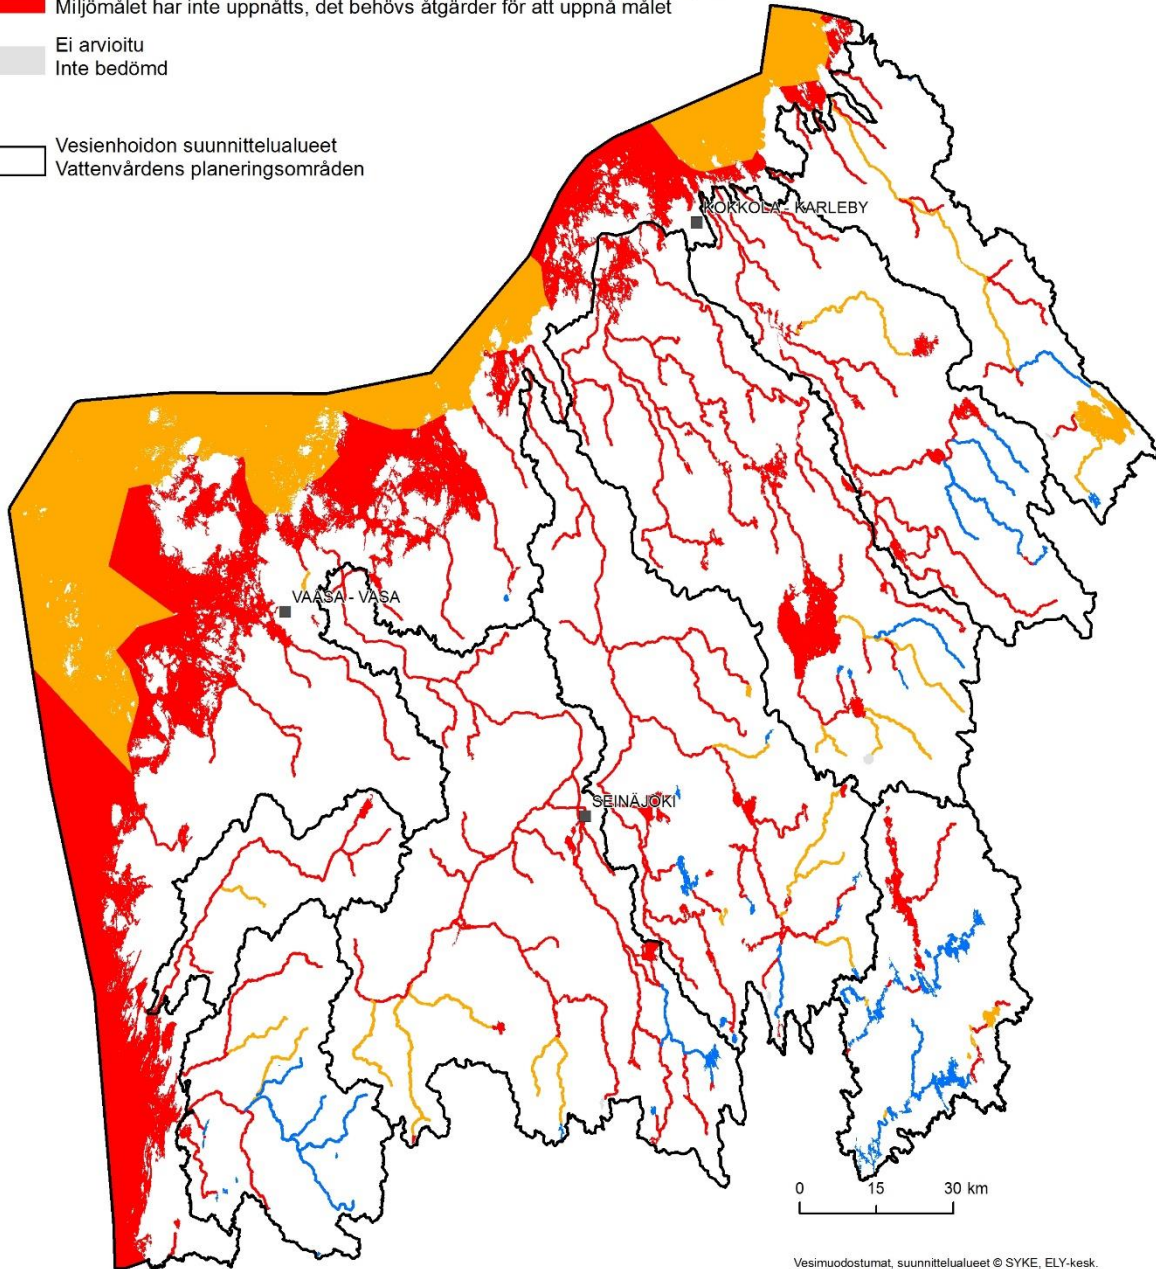 Miljömålet har inte uppnåtts, det behövs åtgärder för att uppnå målet
Ei arvioitu
Inte bedömd
Vesienhoidon suunnittelualueet
Vattenvårdens planeringsområden
KOKKOLA - KARLEBY
VAASA - VASA
SEINÄJOKI
0 15 30 km
Vesimuodostumat, suunnittelualueet © SYKE, ELY-kesk.